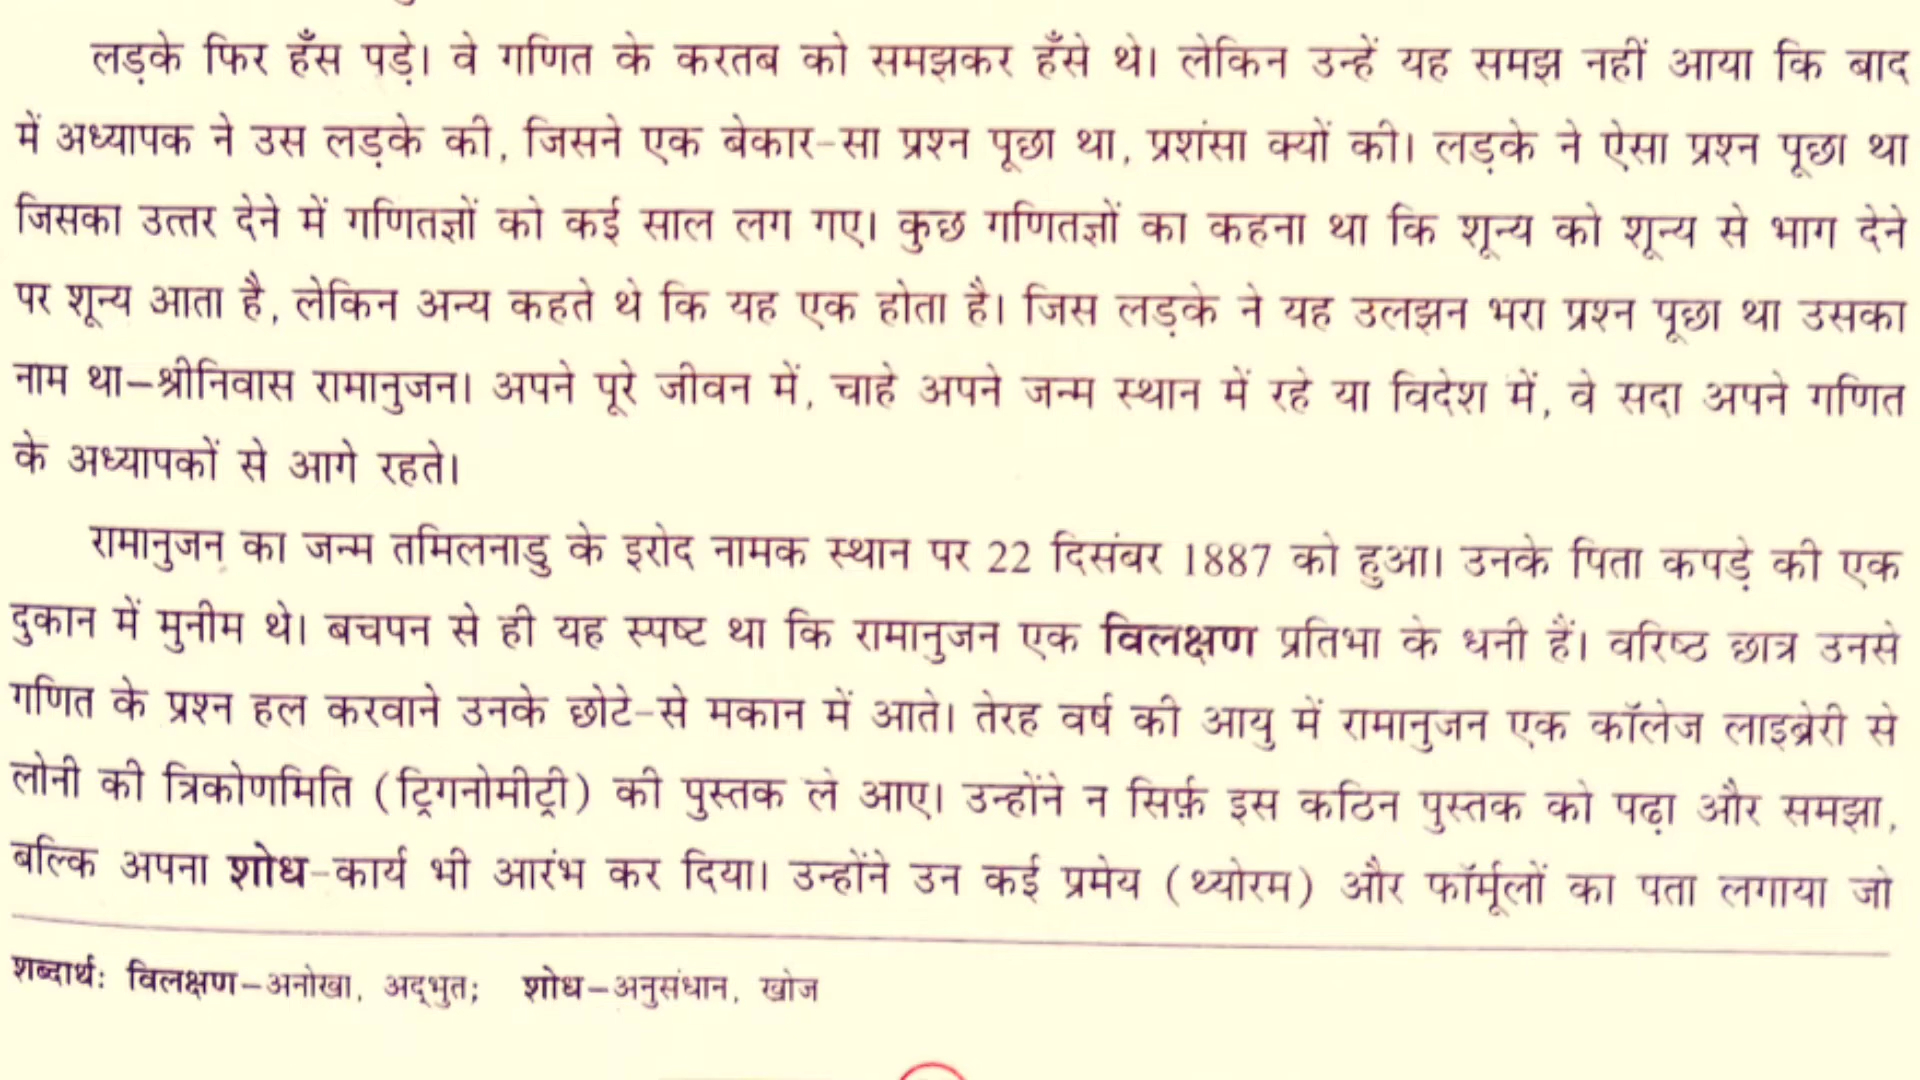 लड़के फिर हँस पड़े। वे गणित के करतब को समझकर हँसे थे। लेकिन उन्हें यह समझ नहीं आया कि बाद
में अध्यापक ने उस लड़के की, जिसने एक बेकार-सा प्रश्न पूछा था, प्रशंसा क्यों की। लड़के ने ऐसा प्रश्न पूछा था
जिसका उत्तर देने में गणितज्ञों को कई साल लग गए। कुछ गणितज्ञों का कहना था कि शून्य को शून्य से भाग देने
पर शून्य आता है, लेकिन अन्य कहते थे कि यह एक होता है। जिस लड़के ने यह उलझन भरा प्रश्न पूछा था उसका
नाम था–श्रीनिवास रामानुजन। अपने पूरे जीवन में, चाहे अपने जन्म स्थान में रहे या विदेश में, वे सदा अपने गणित
के अध्यापकों से आगे रहते।
रामानुजन का जन्म तमिलनाडु के इरोद नामक स्थान पर 22 दिसंबर 1887 को हुआ। उनके पिता कपड़े की एक
दुकान में मुनीम थे। बचपन से ही यह स्पष्ट था कि रामानुजन एक विलक्षण प्रतिभा के धनी हैं। वरिष्ठ छात्र उनसे
गणित के प्रश्न हल करवाने उनके छोटे-से मकान में आते। तेरह वर्ष की आयु में रामानुजन एक कॉलेज लाइब्रेरी से
लोनी की त्रिकोणमिति (ट्रिगनोमीट्री) की पुस्तक ले आए। उन्होंने न सिर्फ़ इस कठिन पुस्तक को पढ़ा और समझा,
बल्कि अपना शोध-कार्य भी आरंभ कर दिया। उन्होंने उन कई प्रमेय (थ्योरम) और फॉर्मूलों का पता लगाया जो
शब्दार्थ: विलक्षण–अनोखा, अद्‌भुत; शोध–अनुसंधान, खोज